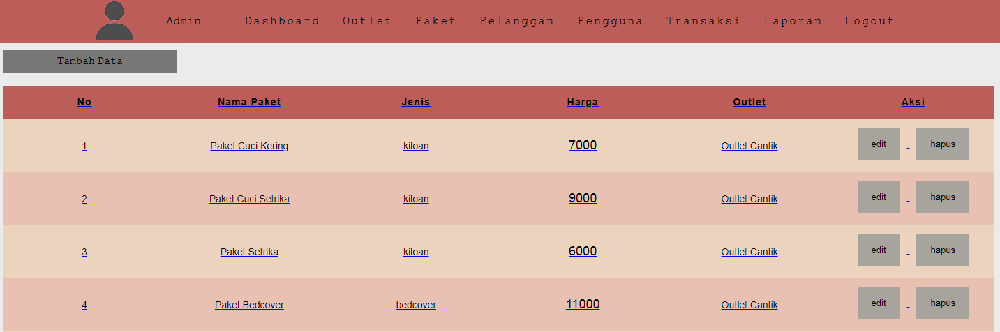 Admin Dashboard Outlet Paket Pelanggan Pengguna Transaksi Laporan Logout
Tambah Data
No Nama Paket Jenis Harga Outlet Aksi
1 Paket Cuci Kering kiloan 7000 Outlet Cantik edit - hapus
2 Paket Cuci Setrika kiloan 9000 Outlet Cantik edit - hapus
3 Paket Setrika kiloan 6000 Outlet Cantik edit - hapus
4 Paket Bedcover bedcover 11000 Outlet Cantik edit - hapus